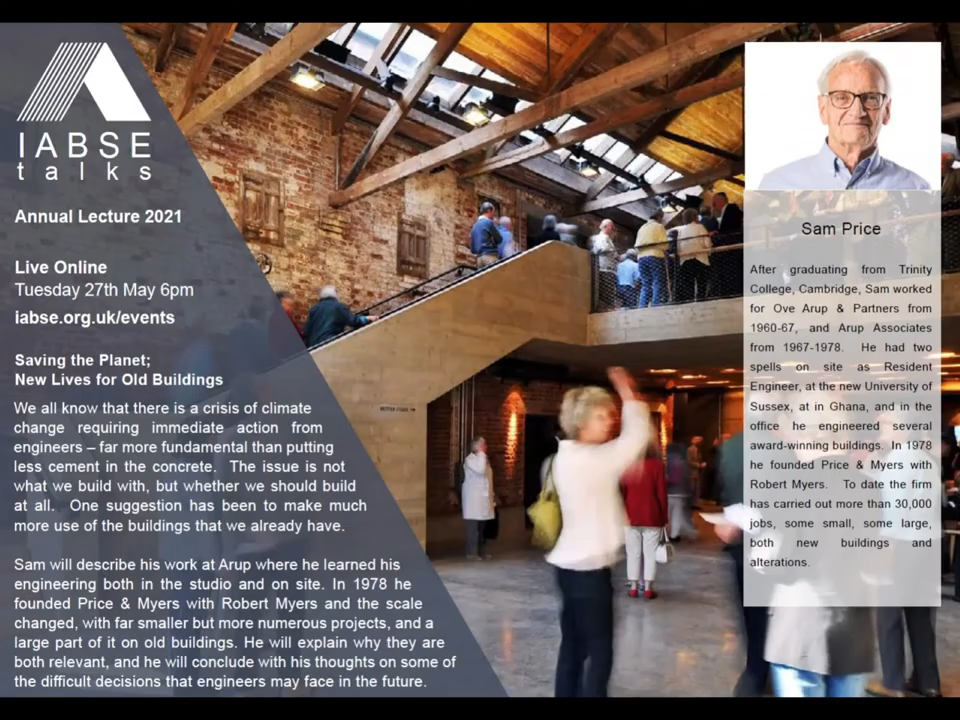 IABSE
talks
Annual Lecture 2021
Live Online
Tuesday 27th May 6pm
iabse.org.uk/events
Saving the Planet;
New Lives for Old Buildings
We all know that there is a crisis of climate
change requiring immediate action from
engineers – far more fundamental than putting
less cement in the concrete. The issue is not
what we build with, but whether we should build
at all. One suggestion has been to make much
more use of the buildings that we already have.
Sam will describe his work at Arup where he learned his
engineering both in the studio and on site. In 1978 he
founded Price & Myers with Robert Myers and the scale
changed, with far smaller but more numerous projects, and a
large part of it on old buildings. He will explain why they are
both relevant, and he will conclude with his thoughts on some of
the difficult decisions that engineers may face in the future.
Sam Price
After graduating from Trinity
College, Cambridge, Sam worked
for Ove Arup & Partners from
1960-67, and Arup Associates
from 1967-1978. He had two
spells on site as Resident
Engineer, at the new University of
Sussex, at in Ghana, and in the
office he engineered several
award-winning buildings. In 1978
he founded Price & Myers with
Robert Myers. To date the firm
has carried out more than 30,000
jobs, some small, some large,
both new buildings and
alterations.